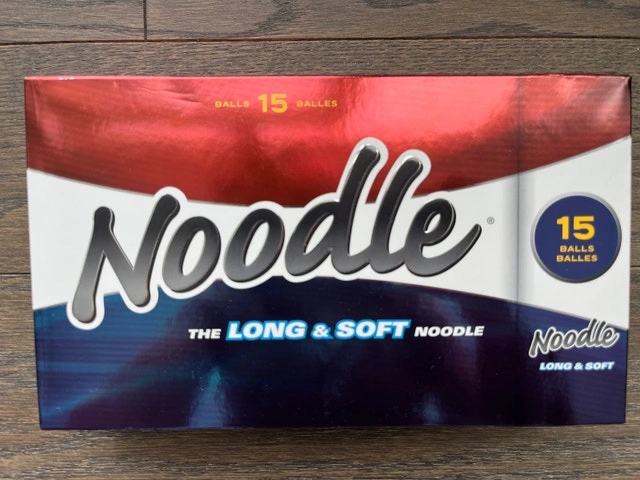 BALLS 15 BALLES
Noodle®
THE LONG & SOFT NOODLE
15
BALLS
BALLES
Noodle
LONG & SOFT